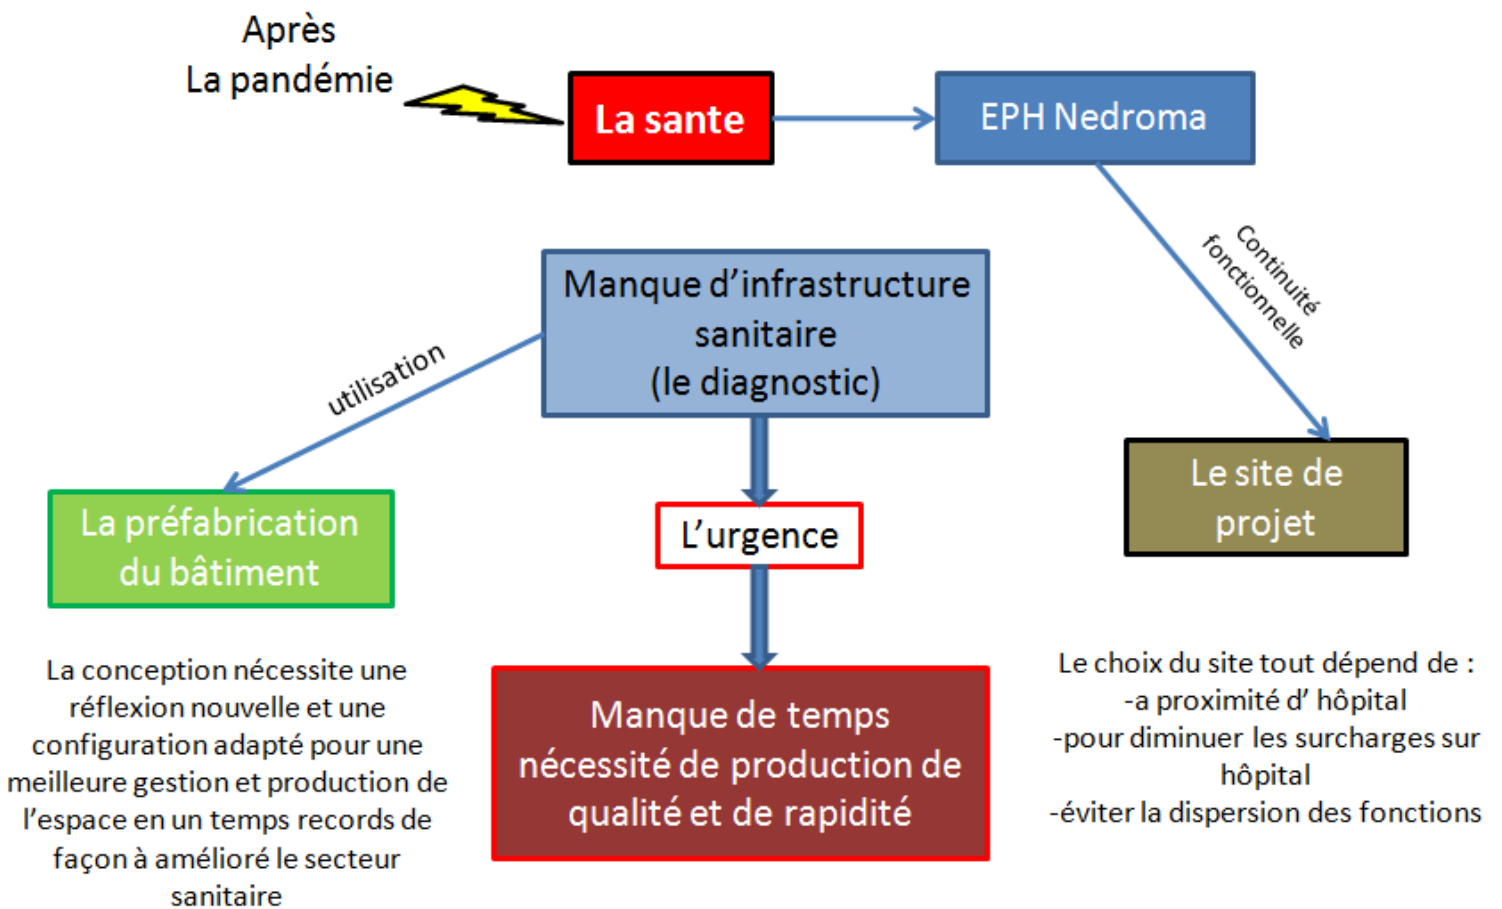 Après
La pandémie
La sante
EPH Nedroma
Continuité
fonctionnelle
Manque d'infrastructure
sanitaire
(le diagnostic)
utilisation
La préfabrication
du bâtiment
L'urgence
Le site de
projet
Manque de temps
nécessité de production de
qualité et de rapidité
La conception nécessite une
réflexion nouvelle et une
configuration adapté pour une
meilleure gestion et production de
l'espace en un temps records de
façon à amélioré le secteur
sanitaire
Le choix du site tout dépend de :
-a proximité d' hôpital
-pour diminuer les surcharges sur
hôpital
-éviter la dispersion des fonctions